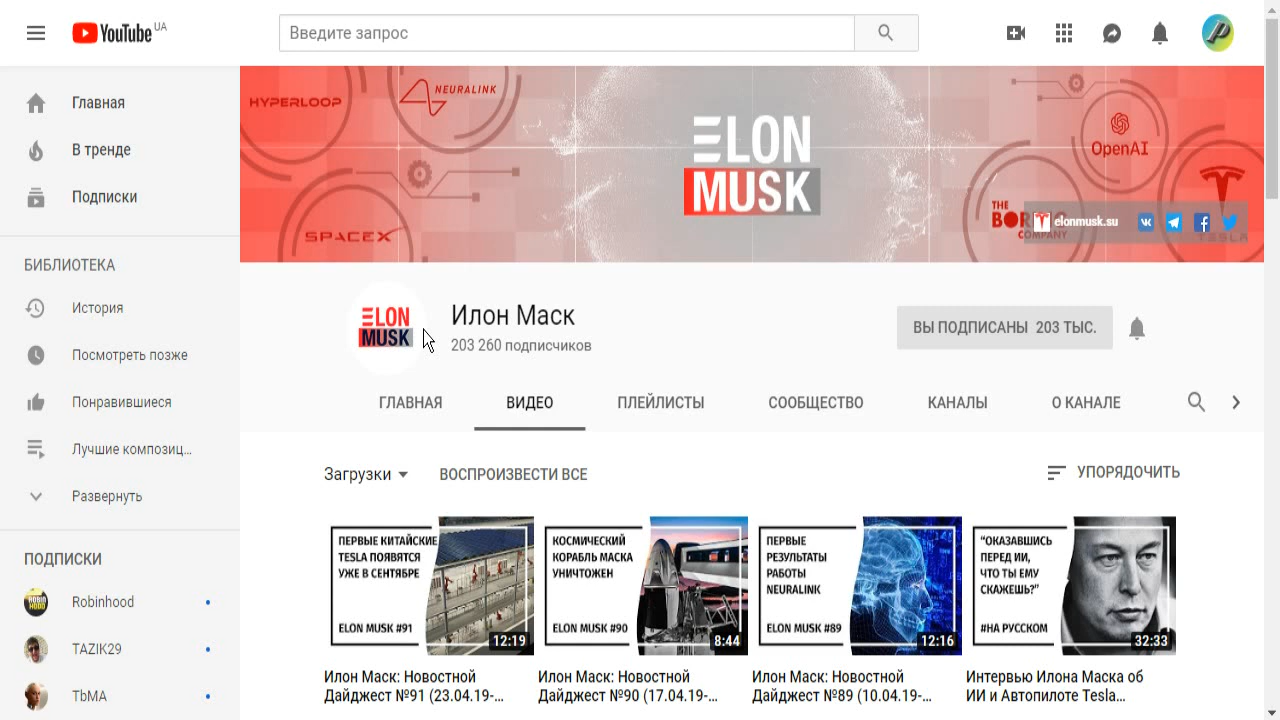 YouTube UA
Введите запрос
Главная
В тренде
Подписки
БИБЛИОТЕКА
История
Посмотреть позже
Понравившиеся
Лучшие композиц...
Развернуть
ПОДПИСКИ
Robinhood
TAZIK29
TbMA
HYPERLOOP
NEURALINK
SPACEX
ELON
MUSK
OpenAI
THE
BORING
COMPANY
elonmusk.su
TESLA
ELON
MUSK
Илон Маск
203 260 подписчиков
ВЫ ПОДПИСАНЫ 203 ТЫС.
ГЛАВНАЯ ВИДЕО ПЛЕЙЛИСТЫ СООБЩЕСТВО КАНАЛЫ О КАНАЛЕ
Загрузки ВОСПРОИЗВЕСТИ ВСЕ УПОРЯДОЧИТЬ
ПЕРВЫЕ КИТАЙСКИЕ
TESLA ПОЯВЯТСЯ
УЖЕ В СЕНТЯБРЕ
ELON MUSK #91
12:19
Илон Маск: Новостной
Дайджест №91 (23.04.19-...
КОСМИЧЕСКИЙ
КОРАБЛЬ МАСКА
УНИЧТОЖЕН
ELON MUSK #90
8:44
Илон Маск: Новостной
Дайджест №90 (17.04.19-...
ПЕРВЫЕ
РЕЗУЛЬТАТЫ
РАБОТЫ
NEURALINK
ELON MUSK #89
12:16
Илон Маск: Новостной
Дайджест №89 (10.04.19-...
“ОКАЗАВШИСЬ
ПЕРЕД ИИ,
ЧТО ТЫ ЕМУ
СКАЖЕШЬ?”
#НА РУССКОМ
32:33
Интервью Илона Маска об
ИИ и Автопилоте Tesla...